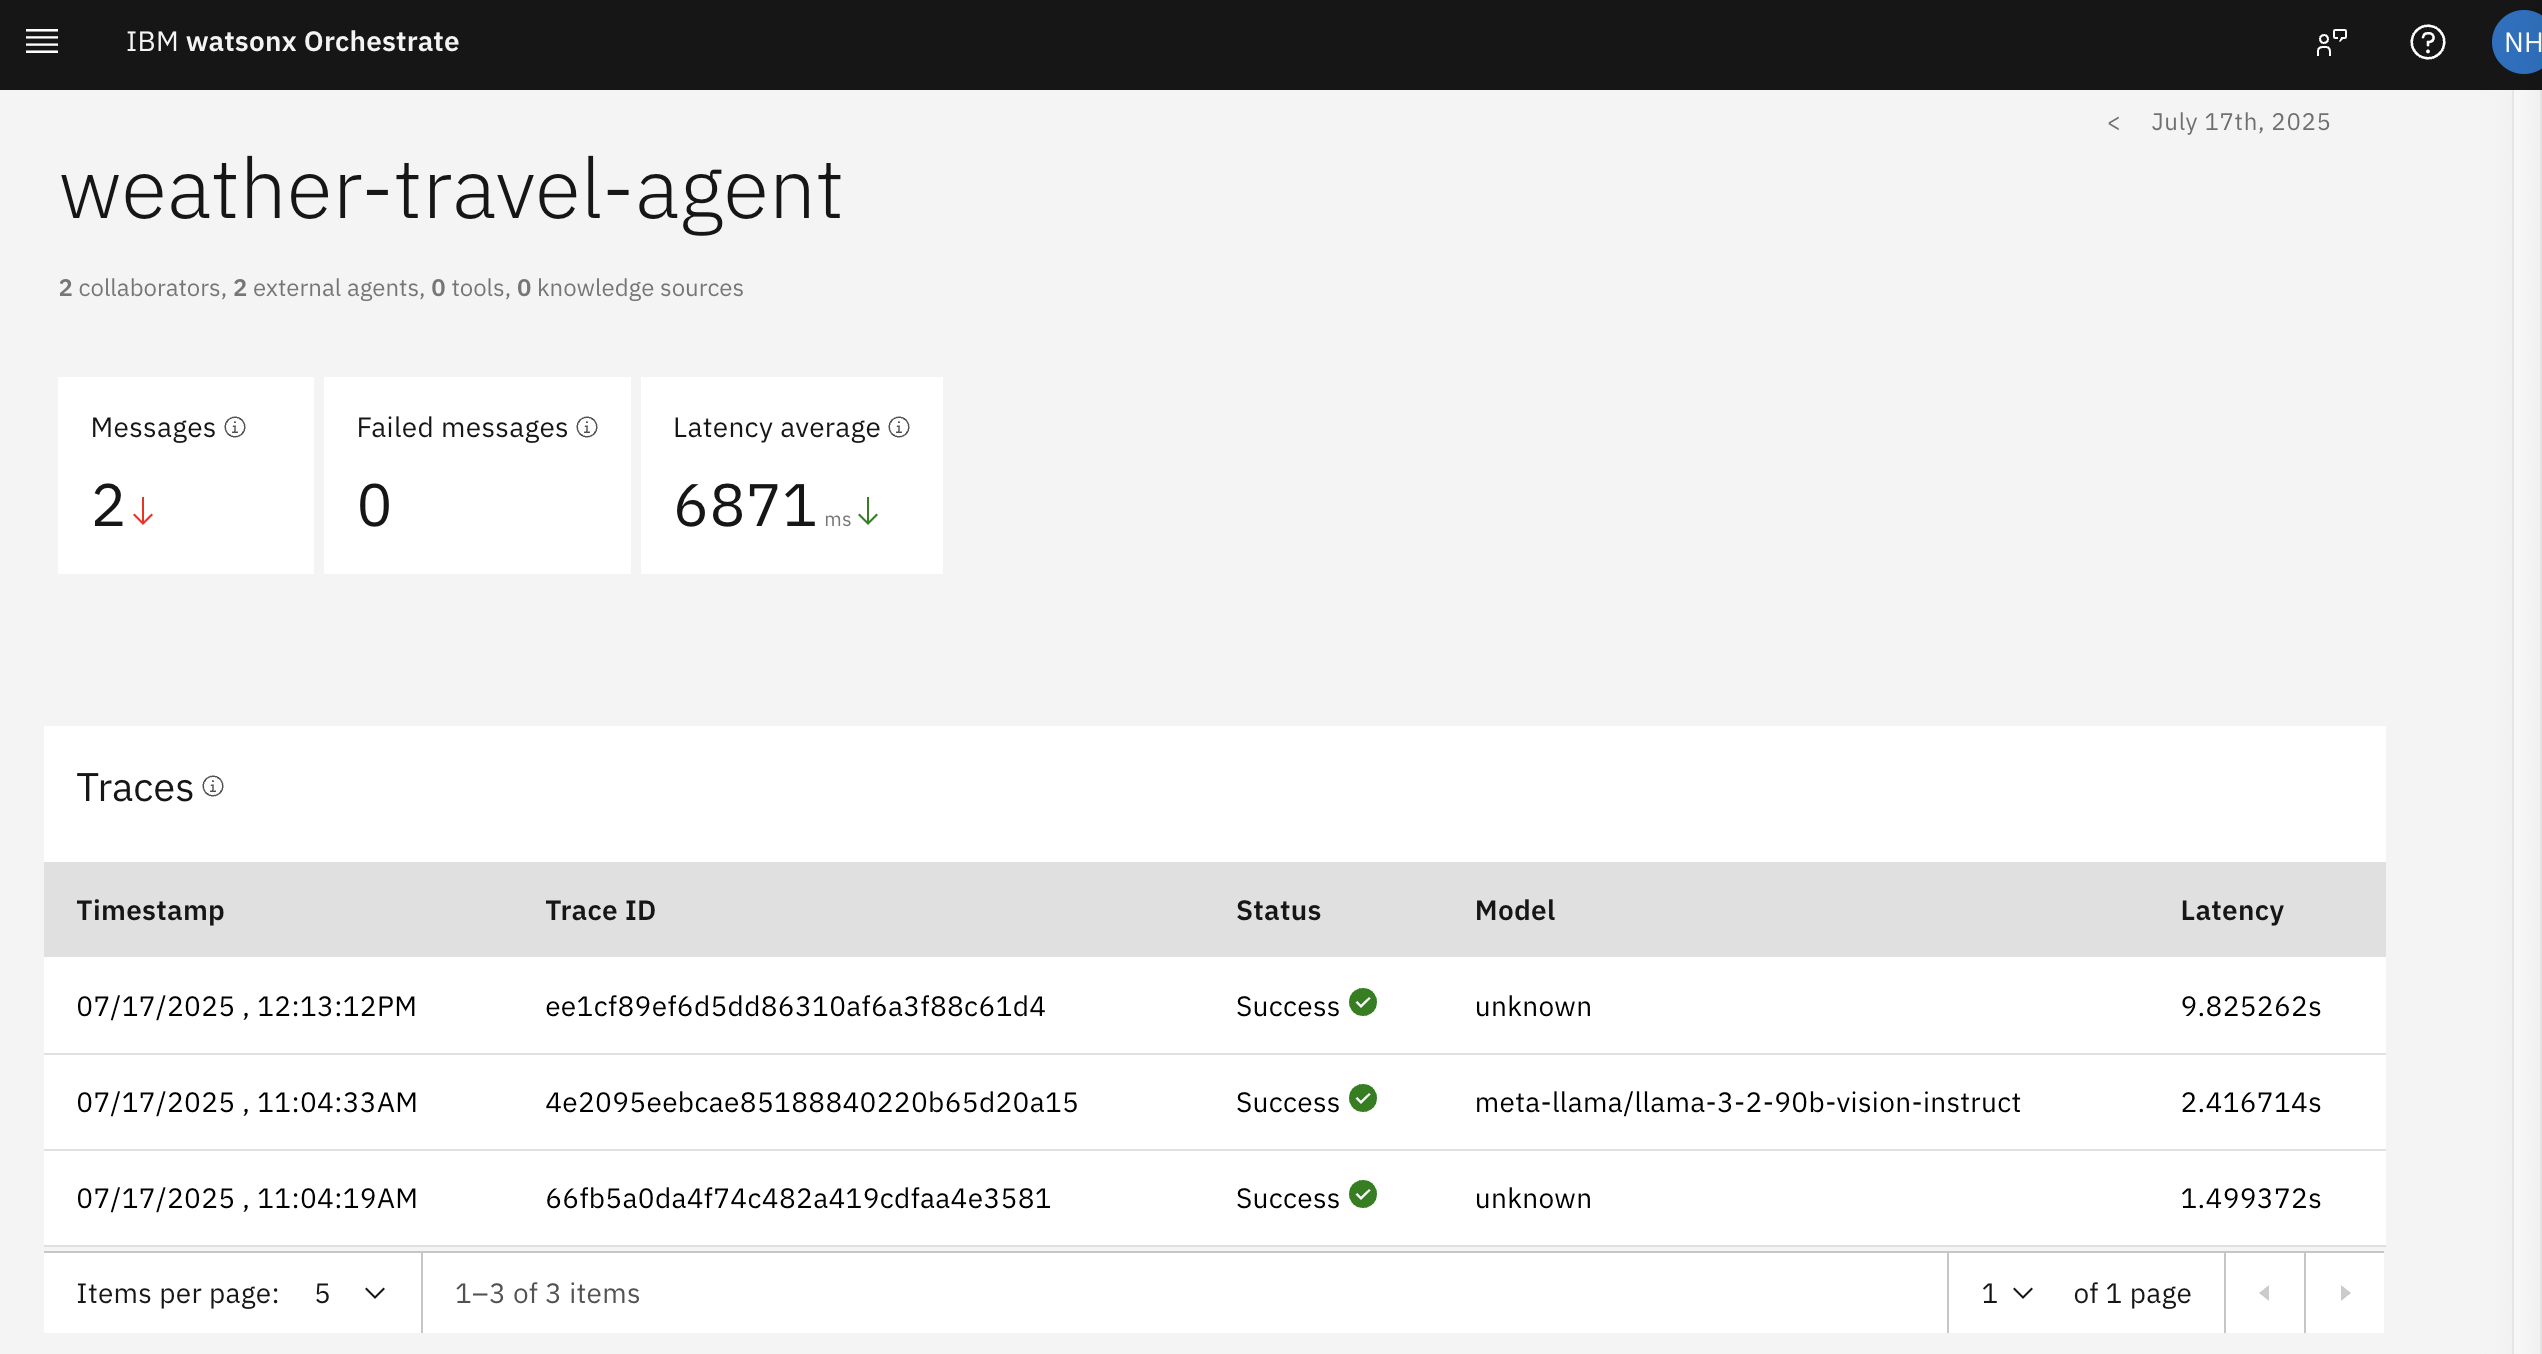 IBM watsonx Orchestrate
NH
< July 17th, 2025
weather-travel-agent
2 collaborators, 2 external agents, 0 tools, 0 knowledge sources
Messages
Failed messages
Latency average
2
0
6871 ms
Traces
Timestamp Trace ID Status Model Latency
07/17/2025 , 12:13:12PM ee1cf89ef6d5dd86310af6a3f88c61d4 Success unknown 9.825262s
07/17/2025 , 11:04:33AM 4e2095eebcae85188840220b65d20a15 Success meta-llama/llama-3-2-90b-vision-instruct 2.416714s
07/17/2025 , 11:04:19AM 66fb5a0da4f74c482a419cdfaa4e3581 Success unknown 1.499372s
Items per page: 5 1–3 of 3 items 1 of 1 page